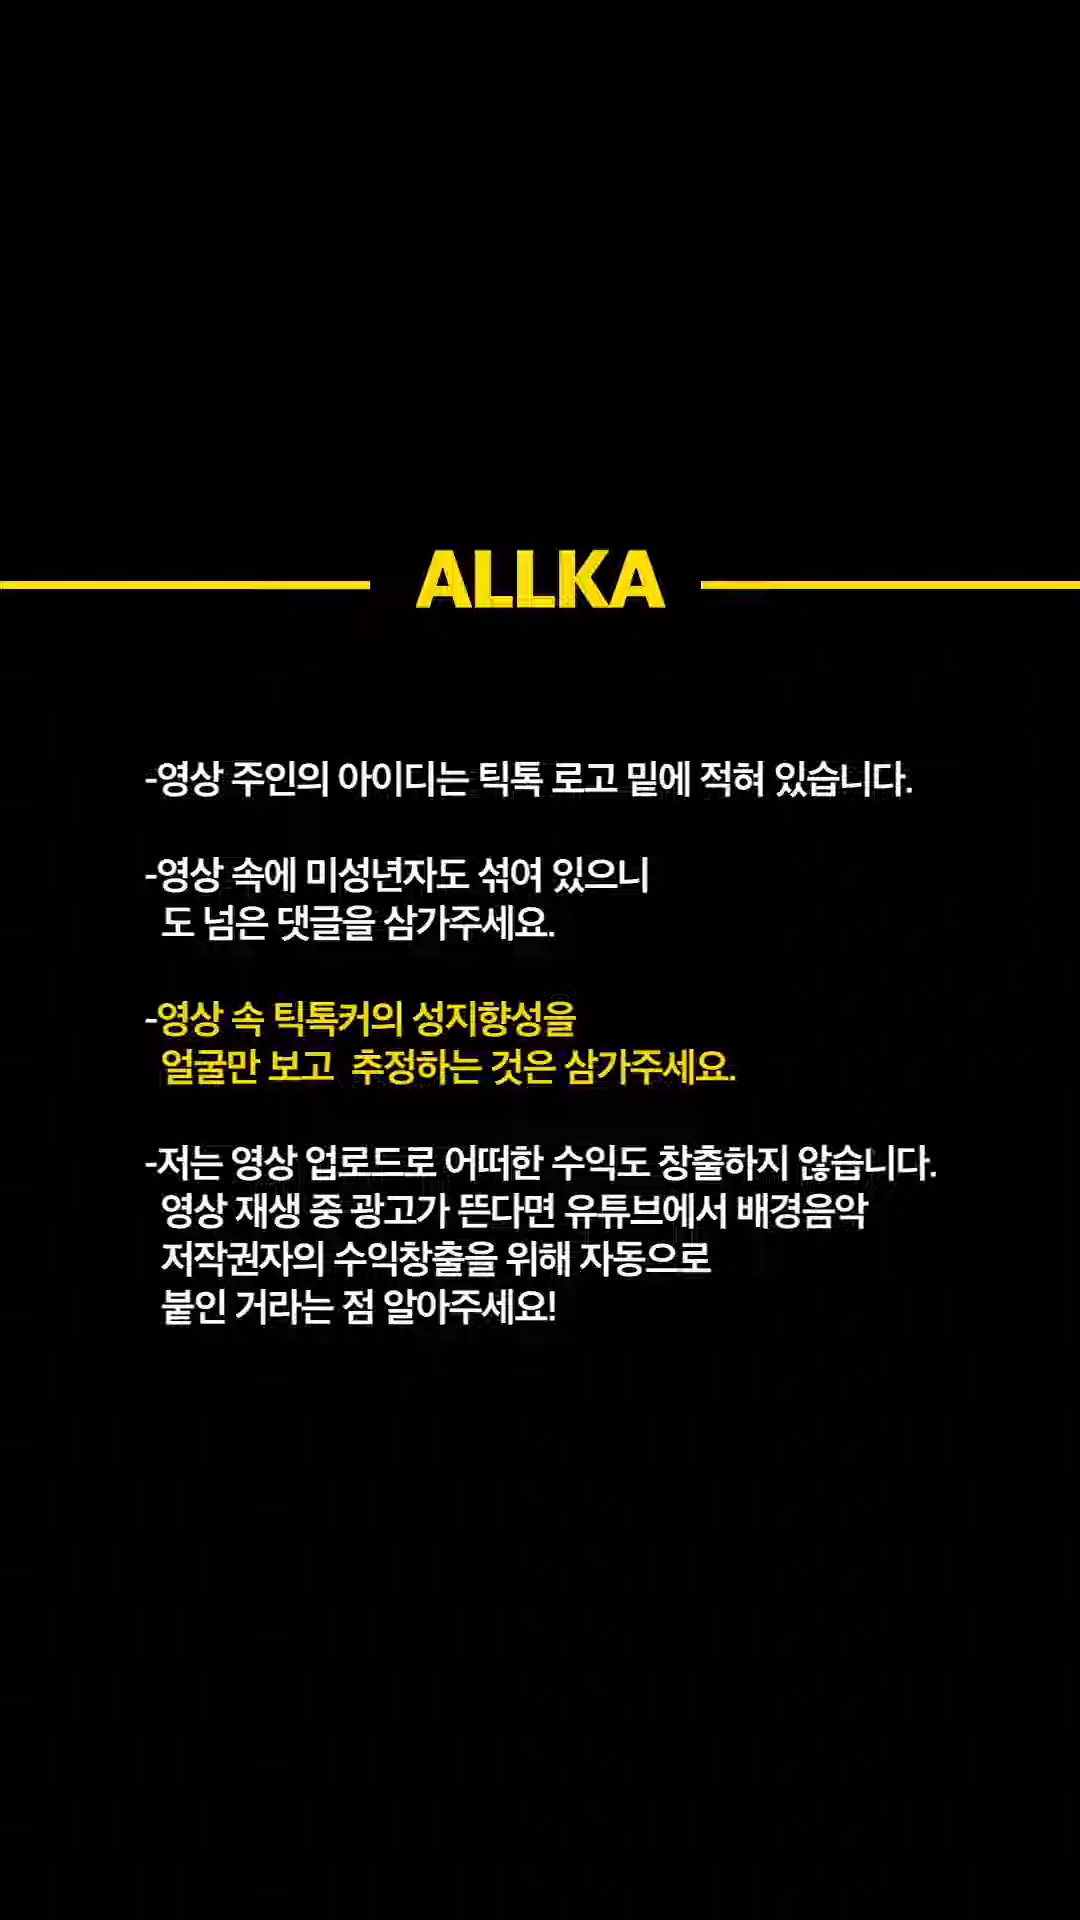 ALLKA
-영상 주인의 아이디는 틱톡 로고 밑에 적혀 있습니다.
-영상 속에 미성년자도 섞여 있으니
도 넘은 댓글을 삼가주세요.
-영상 속 틱톡커의 성지향성을
얼굴만 보고 추정하는 것은 삼가주세요.
-저는 영상 업로드로 어떠한 수익도 창출하지 않습니다.
영상 재생 중 광고가 뜬다면 유튜브에서 배경음악
저작권자의 수익창출을 위해 자동으로
붙인 거라는 점 알아주세요!